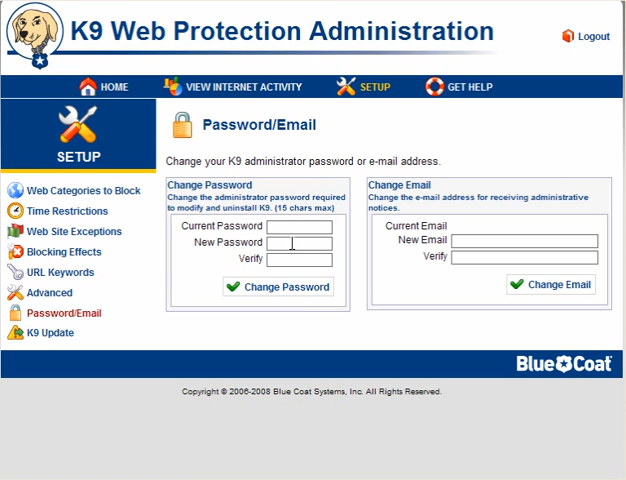 K9 Web Protection Administration
Logout
HOME
VIEW INTERNET ACTIVITY
SETUP
GET HELP
SETUP
Password/Email
Change your K9 administrator password or e-mail address.
Web Categories to Block
Time Restrictions
Web Site Exceptions
Blocking Effects
URL Keywords
Advanced
Password/Email
K9 Update
Change Password
Change the administrator password required
to modify and uninstall K9. (15 chars max)
Current Password
New Password
Verify
Change Password
Change Email
Change the e-mail address for receiving administrative
notices.
Current Email
New Email
Verify
Change Email
Blue Coat
Copyright © 2006-2008 Blue Coat Systems, Inc. All Rights Reserved.